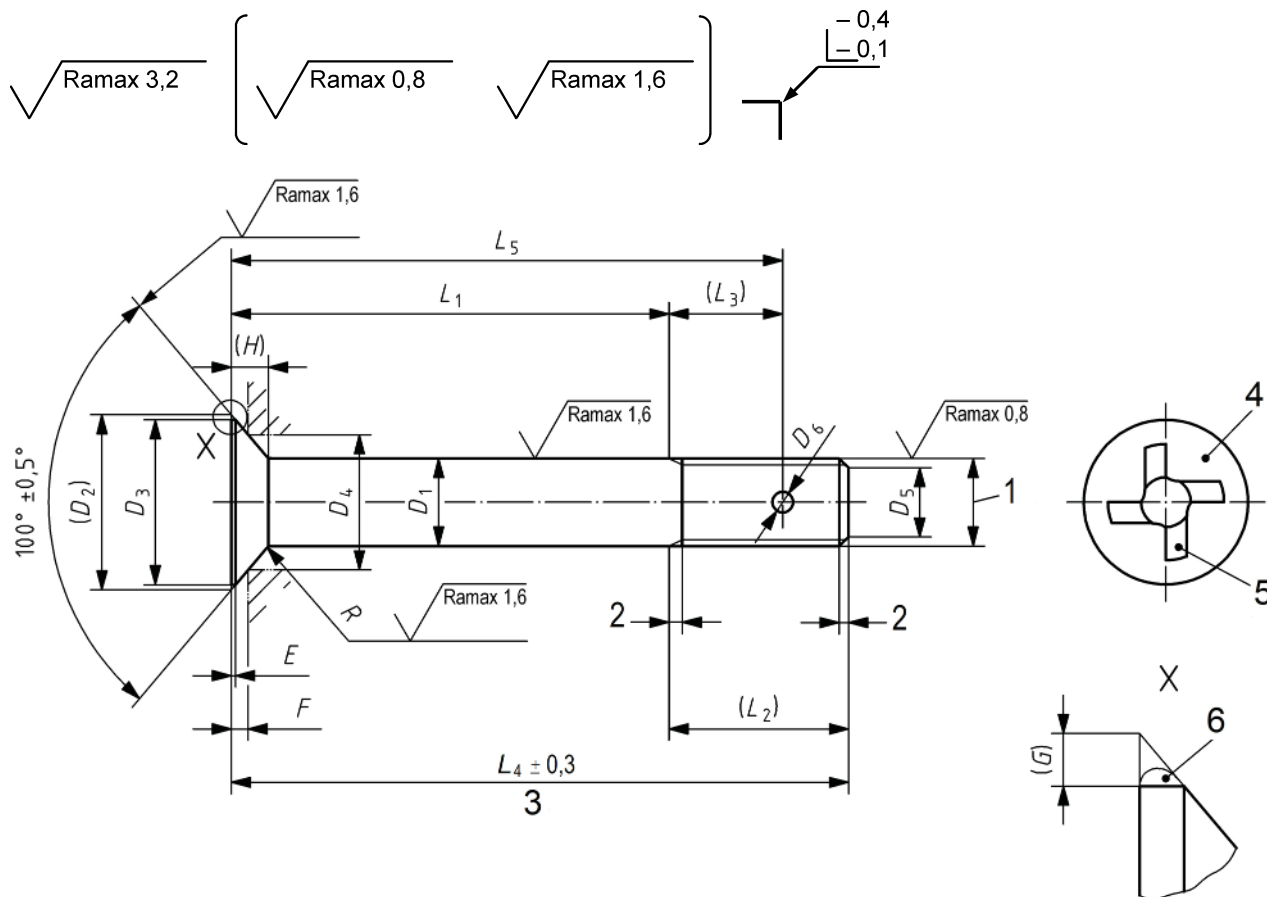 – 0,4
– 0,1
Ramax 3,2
Ramax 0,8
Ramax 1,6
Ramax 1,6
L5
L1
(L3)
(H)
Ramax 1,6
Ramax 0,8
4
X
D6
100° ±0,5°
(D2)
D3
D4
D1
D5
1
5
R
Ramax 1,6
2
2
E
X
F
(L2)
6
(G)
L4 ± 0,3
3